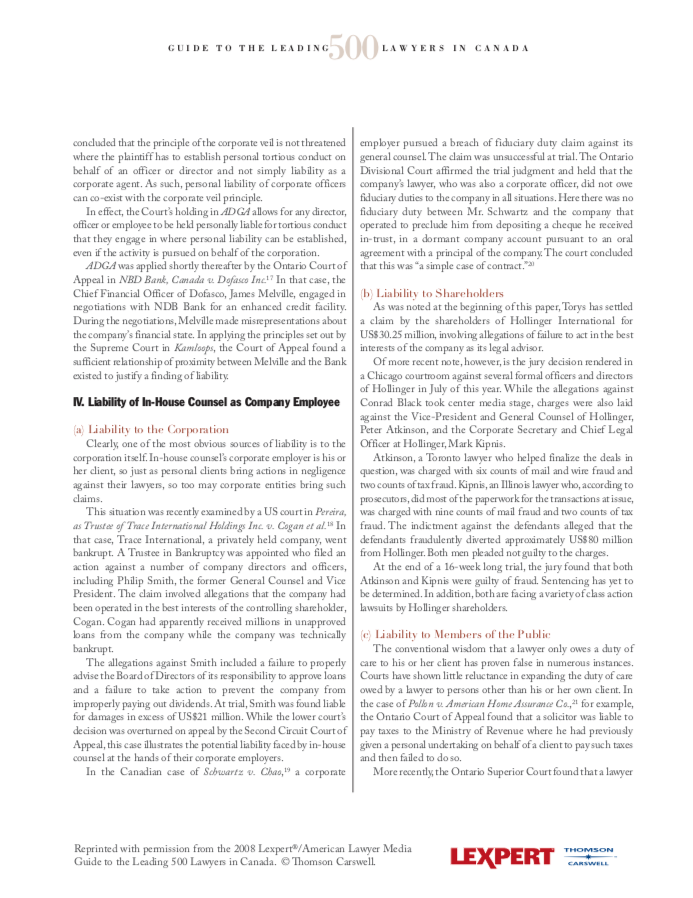 GUIDE TO THE LEADING 500 LAWYERS IN CANADA
concluded that the principle of the corporate veil is not threatened
where the plaintiff has to establish personal tortious conduct on
behalf of an officer or director and not simply liability as a
corporate agent. As such, personal liability of corporate officers
can co-exist with the corporate veil principle.
In effect, the Court's holding in ADGA allows for any director,
officer or employee to be held personally liable for tortious conduct
that they engage in where personal liability can be established,
even if the activity is pursued on behalf of the corporation.
ADGA was applied shortly thereafter by the Ontario Court of
Appeal in NBD Bank, Canada v. Dofasco Inc.17 In that case, the
Chief Financial Officer of Dofasco, James Melville, engaged in
negotiations with NDB Bank for an enhanced credit facility.
During the negotiations, Melville made misrepresentations about
the company's financial state. In applying the principles set out by
the Supreme Court in Kamloops, the Court of Appeal found a
sufficient relationship of proximity between Melville and the Bank
existed to justify a finding of liability.
IV. Liability of In-House Counsel as Company Employee
(a) Liability to the Corporation
Clearly, one of the most obvious sources of liability is to the
corporation itself. In-house counsel's corporate employer is his or
her client, so just as personal clients bring actions in negligence
against their lawyers, so too may corporate entities bring such
claims.
This situation was recently examined by a US court in Pereira,
as Trustee of Trace International Holdings Inc. v. Cogan et al.18 In
that case, Trace International, a privately held company, went
bankrupt. A Trustee in Bankruptcy was appointed who filed an
action against a number of company directors and officers,
including Philip Smith, the former General Counsel and Vice
President. The claim involved allegations that the company had
been operated in the best interests of the controlling shareholder,
Cogan. Cogan had apparently received millions in unapproved
loans from the company while the company was technically
bankrupt.
The allegations against Smith included a failure to properly
advise the Board of Directors of its responsibility to approve loans
and a failure to take action to prevent the company from
improperly paying out dividends. At trial, Smith was found liable
for damages in excess of US$21 million. While the lower court's
decision was overturned on appeal by the Second Circuit Court of
Appeal, this case illustrates the potential liability faced by in-house
counsel at the hands of their corporate employers.
In the Canadian case of Schwartz v. Chao,19 a corporate
employer pursued a breach of fiduciary duty claim against its
general counsel. The claim was unsuccessful at trial. The Ontario
Divisional Court affirmed the trial judgment and held that the
company's lawyer, who was also a corporate officer, did not owe
fiduciary duties to the company in all situations. Here there was no
fiduciary duty between Mr. Schwartz and the company that
operated to preclude him from depositing a cheque he received
in-trust, in a dormant company account pursuant to an oral
agreement with a principal of the company. The court concluded
that this was "a simple case of contract."20
(b) Liability to Shareholders
As was noted at the beginning of this paper, Torys has settled
a claim by the shareholders of Hollinger International for
US$30.25 million, involving allegations of failure to act in the best
interests of the company as its legal advisor.
Of more recent note, however, is the jury decision rendered in
a Chicago courtroom against several formal officers and directors
of Hollinger in July of this year. While the allegations against
Conrad Black took center media stage, charges were also laid
against the Vice-President and General Counsel of Hollinger,
Peter Atkinson, and the Corporate Secretary and Chief Legal
Officer at Hollinger, Mark Kipnis.
Atkinson, a Toronto lawyer who helped finalize the deals in
question, was charged with six counts of mail and wire fraud and
two counts of tax fraud. Kipnis, an Illinois lawyer who, according to
prosecutors, did most of the paperwork for the transactions at issue,
was charged with nine counts of mail fraud and two counts of tax
fraud. The indictment against the defendants alleged that the
defendants fraudulently diverted approximately US$80 million
from Hollinger. Both men pleaded not guilty to the charges.
At the end of a 16-week long trial, the jury found that both
Atkinson and Kipnis were guilty of fraud. Sentencing has yet to
be determined. In addition, both are facing a variety of class action
lawsuits by Hollinger shareholders.
(c) Liability to Members of the Public
The conventional wisdom that a lawyer only owes a duty of
care to his or her client has proven false in numerous instances.
Courts have shown little reluctance in expanding the duty of care
owed by a lawyer to persons other than his or her own client. In
the case of Polhon v. American Home Assurance Co.,21 for example,
the Ontario Court of Appeal found that a solicitor was liable to
pay taxes to the Ministry of Revenue where he had previously
given a personal undertaking on behalf of a client to pay such taxes
and then failed to do so.
More recently, the Ontario Superior Court found that a lawyer
Reprinted with permission from the 2008 Lexpert®/American Lawyer Media
Guide to the Leading 500 Lawyers in Canada. © Thomson Carswell.
LEXPERT
THOMSON
CARSWELL